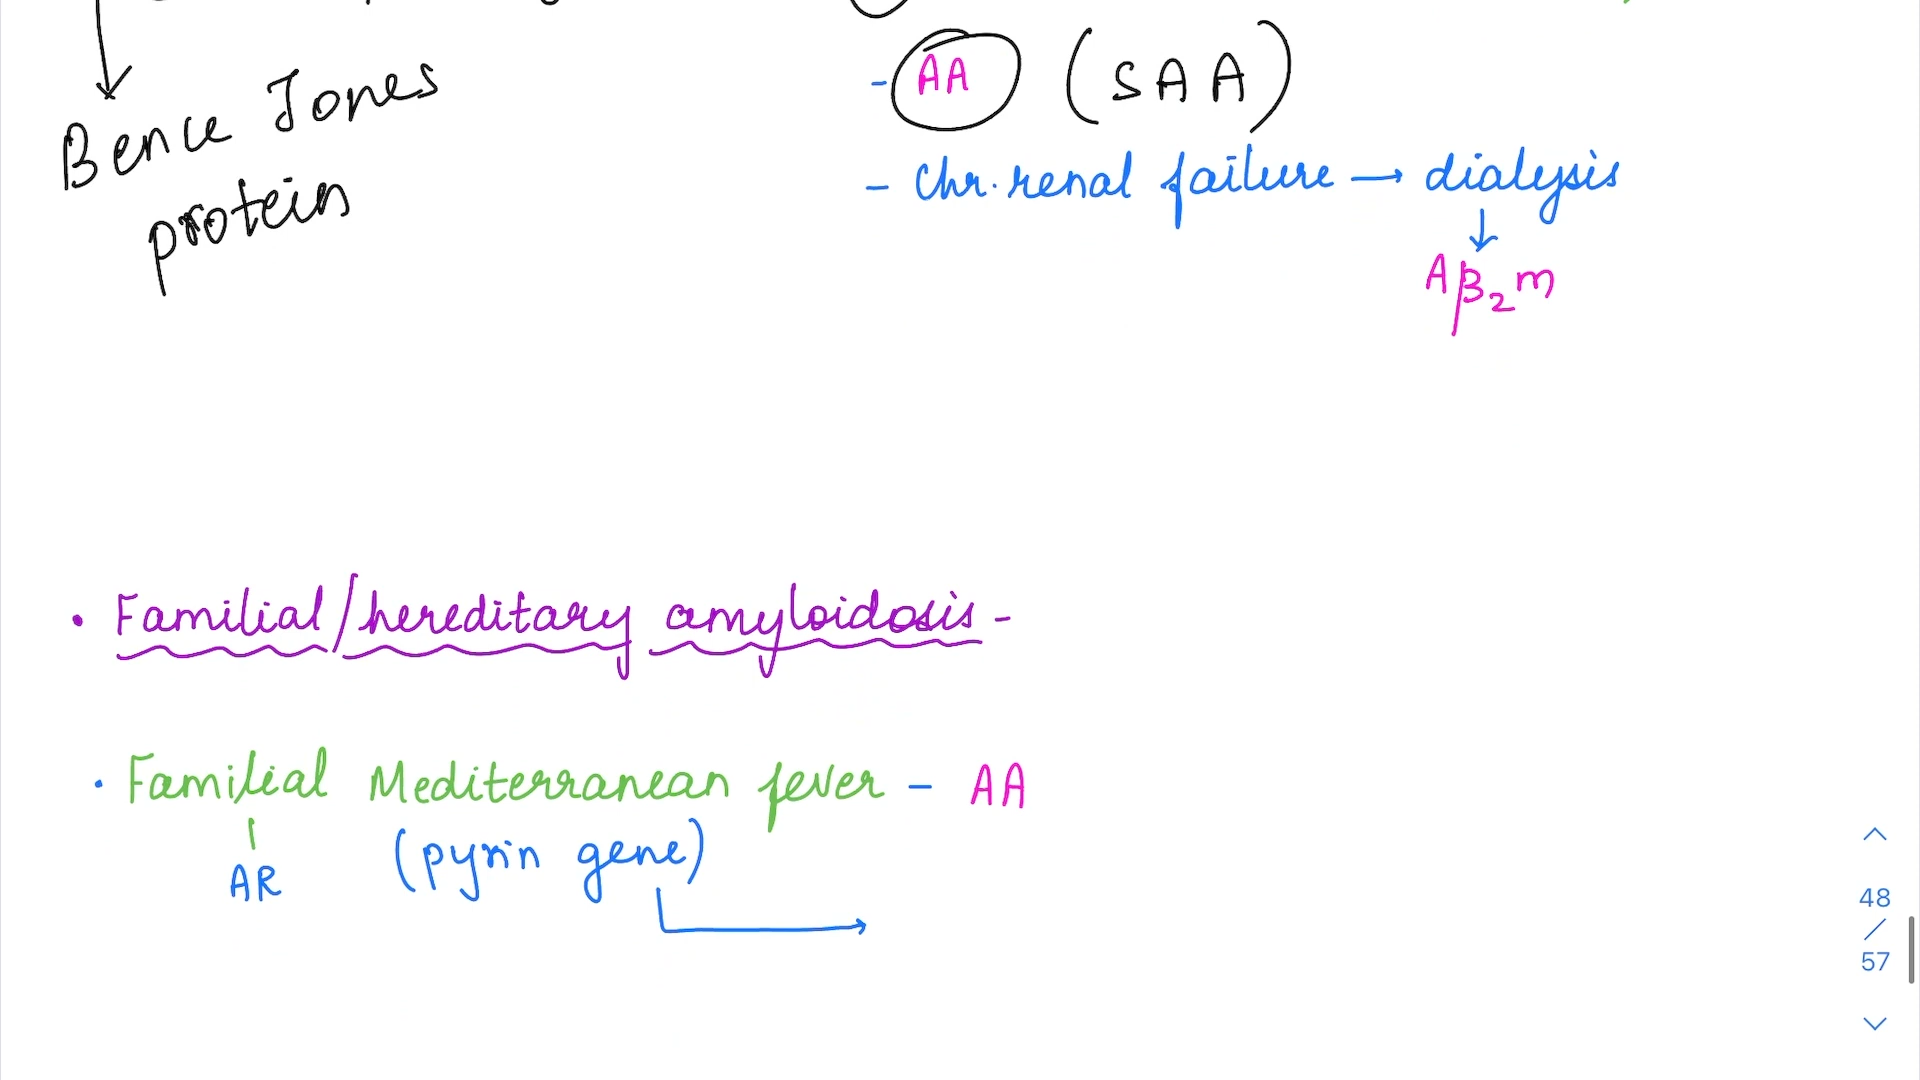 - AA (SAA)
Bence Jones
protein
- Chr. renal failure → dialysis
↓
Aβ₂m
• Familial/hereditary amyloidosis -
• Familial Mediterranean fever - AA
AR (pyrin gene)
48
/
57